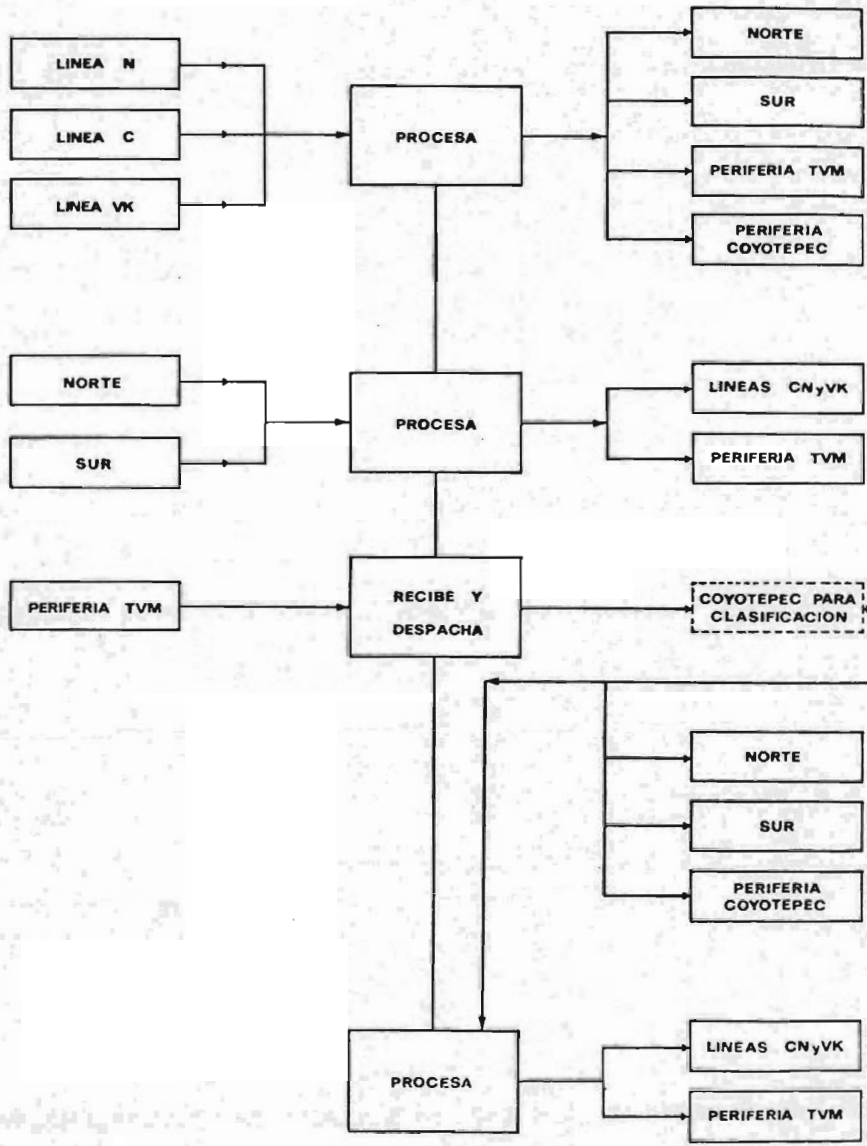 LINEA N
LINEA C
LINEA VK
PROCESA
NORTE
SUR
PERIFERIA TVM
PERIFERIA
COYOTEPEC
NORTE
SUR
PROCESA
LINEAS CNyVK
PERIFERIA TVM
PERIFERIA TVM
RECIBE Y
DESPACHA
COYOTEPEC PARA
CLASIFICACION
NORTE
SUR
PERIFERIA
COYOTEPEC
PROCESA
LINEAS CNyVK
PERIFERIA TVM